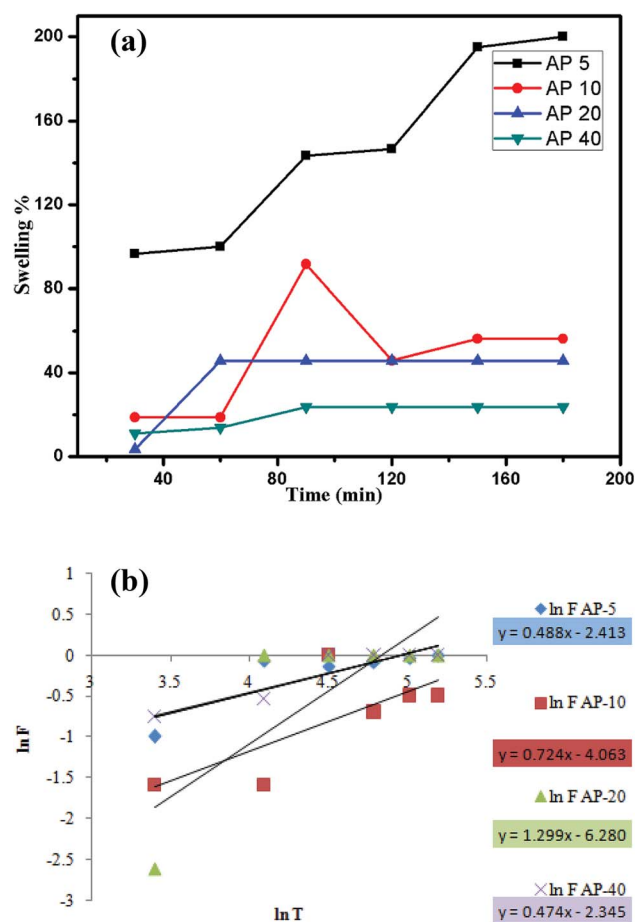 (a)
AP 5
AP 10
AP 20
AP 40
Swelling %
200
160
120
80
40
0
40 80 120 160 200
Time (min)
(b)
ln F
1
0.5
0
-0.5
-1
-1.5
-2
-2.5
-3
3 3.5 4 4.5 5 5.5
ln T
ln F AP-5
y = 0.488x - 2.413
ln F AP-10
y = 0.724x - 4.063
ln F AP-20
y = 1.299x - 6.280
ln F AP-40
y = 0.474x - 2.345